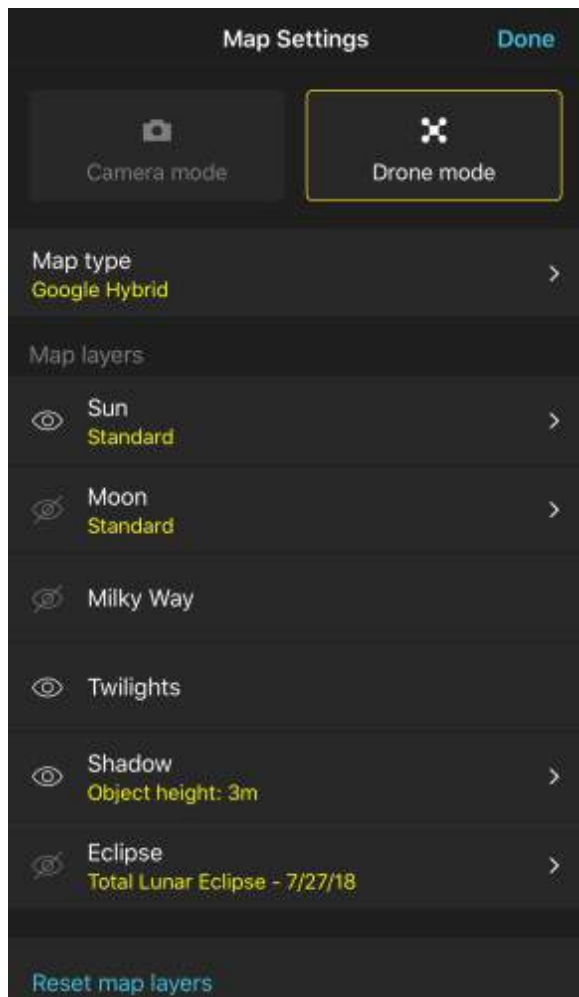 Map Settings
Done
Camera mode
Drone mode
Map type
Google Hybrid
Map layers
Sun
Standard
Moon
Standard
Milky Way
Twilights
Shadow
Object height: 3m
Eclipse
Total Lunar Eclipse - 7/27/18
Reset map layers